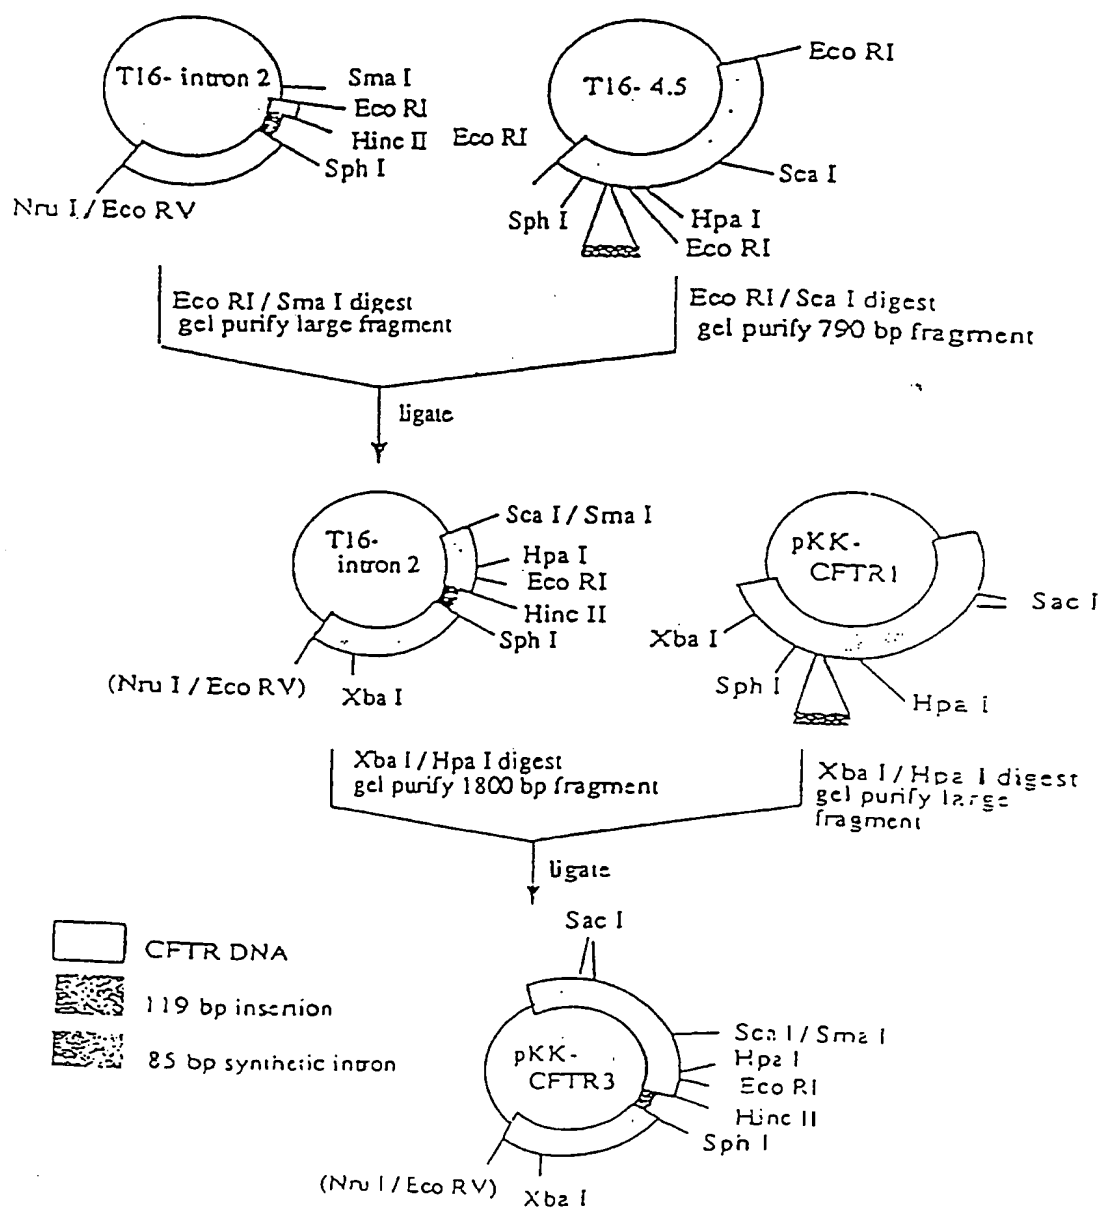 T16- intron 2
Sma I
Eco RI
Hinc II
Sph I
Nru I / Eco RV
T16- 4.5
Eco RI
Eco RI
Sca I
Sph I
Hpa I
Eco RI
Eco RI / Sma I digest
gel purify large fragment
Eco RI / Sca I digest
gel purify 790 bp fragment
ligate
T16-
intron 2
Sca I / Sma I
Hpa I
Eco RI
Hinc II
Sph I
(Nru I / Eco RV)
Xba I
pKK-
CFTR1
Sac I
Xba I
Sph I
Hpa I
Xba I / Hpa I digest
gel purify 1800 bp fragment
Xba I / Hpa I digest
gel purify large
fragment
ligate
CFTR DNA
119 bp insertion
85 bp synthetic intron
Sac I
pKK-
CFTR3
Sca I / Sma I
Hpa I
Eco RI
Hinc II
Sph I
(Nru I / Eco RV)
Xba I